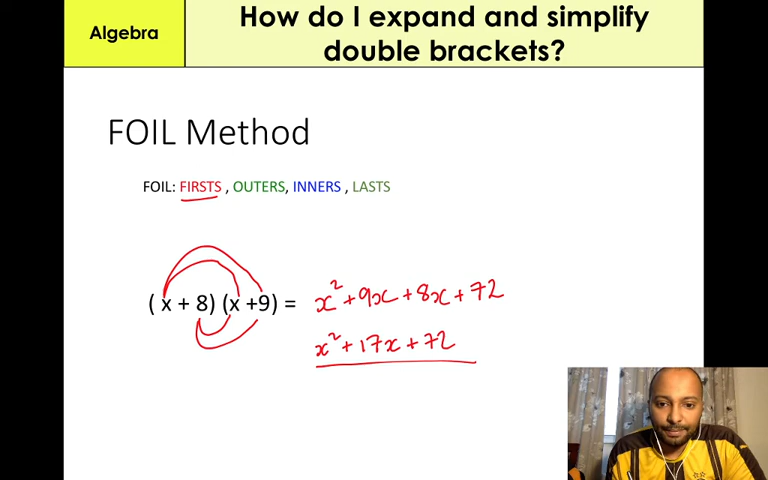 Algebra
How do I expand and simplify
double brackets?
FOIL Method
FOIL: FIRSTS , OUTERS, INNERS , LASTS
( x + 8) (x +9) = x² + 9x + 8x + 72
x² + 17x + 72